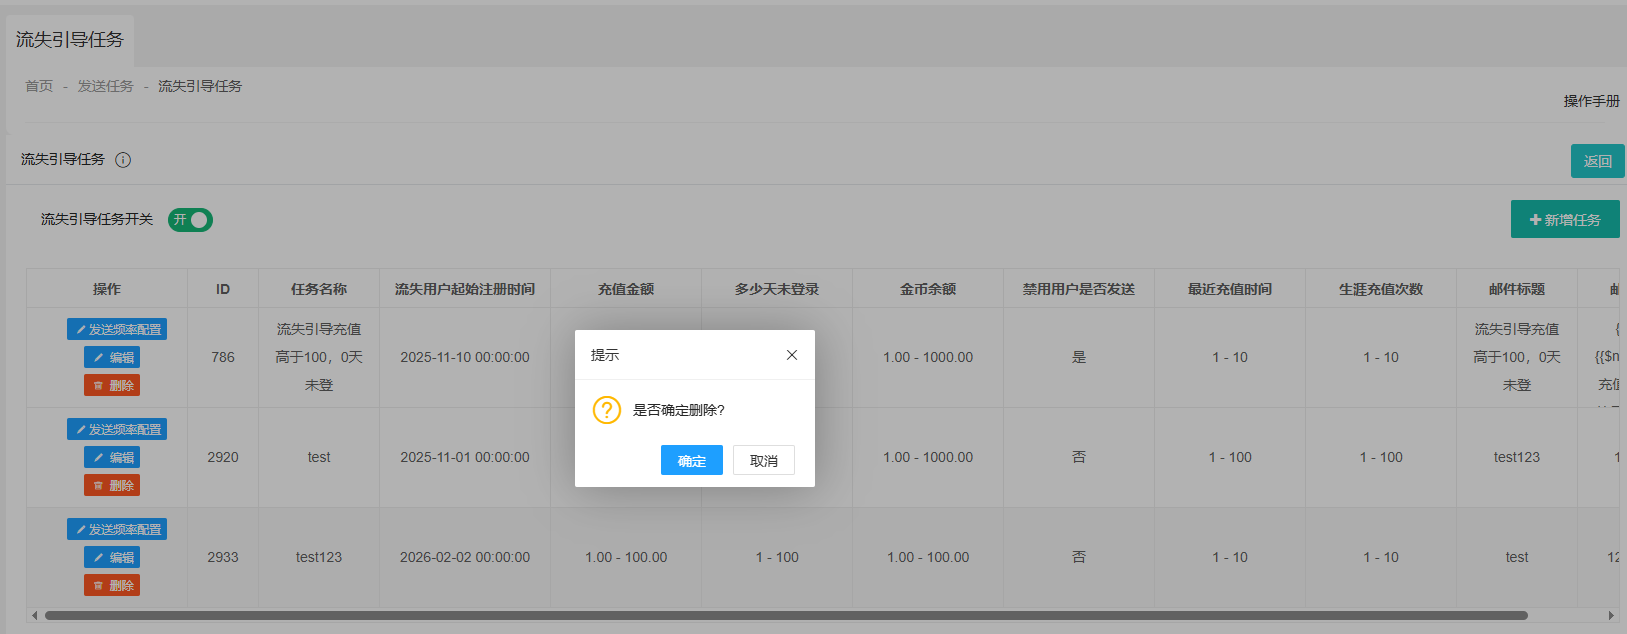 流失引导任务
首页 - 发送任务 - 流失引导任务
操作手册
流失引导任务
返回
流失引导任务开关 开
新增任务
操作 ID 任务名称 流失用户起始注册时间 充值金额 多少天未登录 金币余额 禁用用户是否发送 最近充值时间 生涯充值次数 邮件标题
发送频率配置
编辑
删除
786
流失引导充值
高于100，0天
未登
2025-11-10 00:00:00
1.00 - 1000.00
是
1 - 10
1 - 10
流失引导充值
高于100，0天
未登
{
{{$n
发送频率配置
编辑
删除
2920
test
2025-11-01 00:00:00
1.00 - 1000.00
否
1 - 100
1 - 100
test123
1
发送频率配置
编辑
删除
2933
test123
2026-02-02 00:00:00
1.00 - 100.00
1 - 100
1.00 - 100.00
否
1 - 10
1 - 10
test
12
提示
是否确定删除?
确定
取消